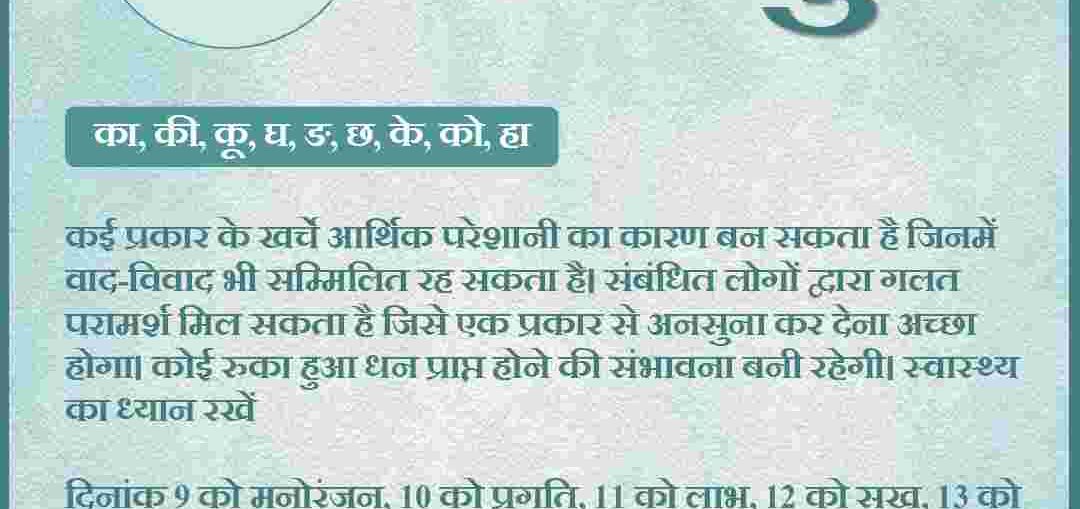 का, की, कू, घ, ङ, छ, के, को, हा
कई प्रकार के खर्चे आर्थिक परेशानी का कारण बन सकता है जिनमें
वाद-विवाद भी सम्मिलित रह सकता है। संबंधित लोगों द्वारा गलत
परामर्श मिल सकता है जिसे एक प्रकार से अनसुना कर देना अच्छा
होगा। कोई रुका हुआ धन प्राप्त होने की संभावना बनी रहेगी। स्वास्थ्य
का ध्यान रखें
दिनांक 9 को मनोरंजन, 10 को प्रगति, 11 को लाभ, 12 को सुख, 13 को